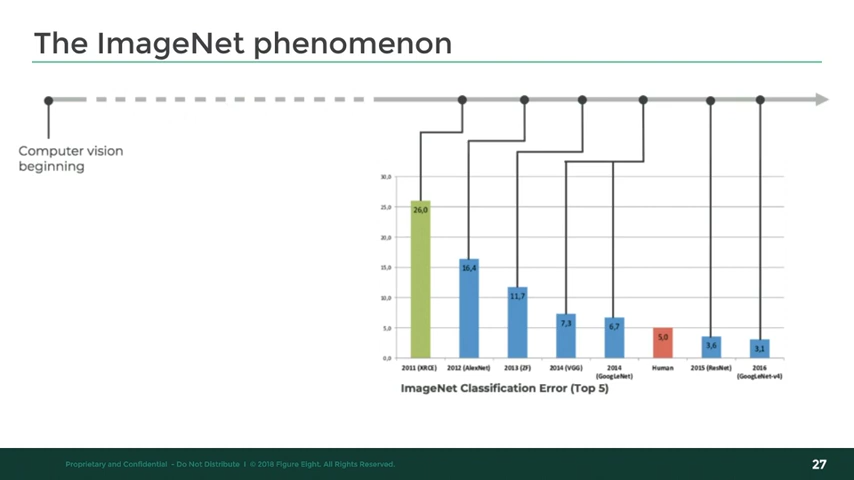 The ImageNet phenomenon
Computer vision
beginning
30,0
25,0
20,0
15,0
10,0
5,0
0,0
26,0
16,4
11,7
7,3
6,7
5,0
3,6
3,1
2011 (XRCE)
2012 (AlexNet)
2013 (ZF)
2014 (VGG)
2014
(GoogLeNet)
Human
2015 (ResNet)
2016
(GoogLeNet-v4)
ImageNet Classification Error (Top 5)
Proprietary and Confidential - Do Not Distribute I © 2018 Figure Eight. All Rights Reserved.
27